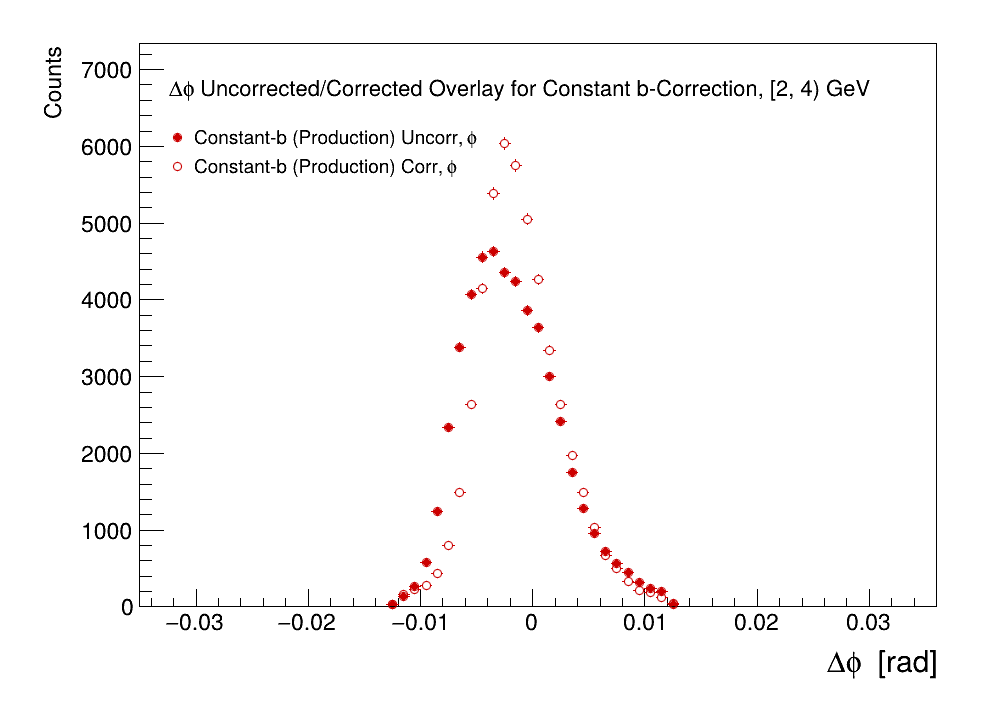 Counts
7000
6000
5000
4000
3000
2000
1000
0
Δϕ Uncorrected/Corrected Overlay for Constant b-Correction, [2, 4) GeV
Constant-b (Production) Uncorr, ϕ
Constant-b (Production) Corr, ϕ
−0.03 −0.02 −0.01 0 0.01 0.02 0.03
Δϕ [rad]